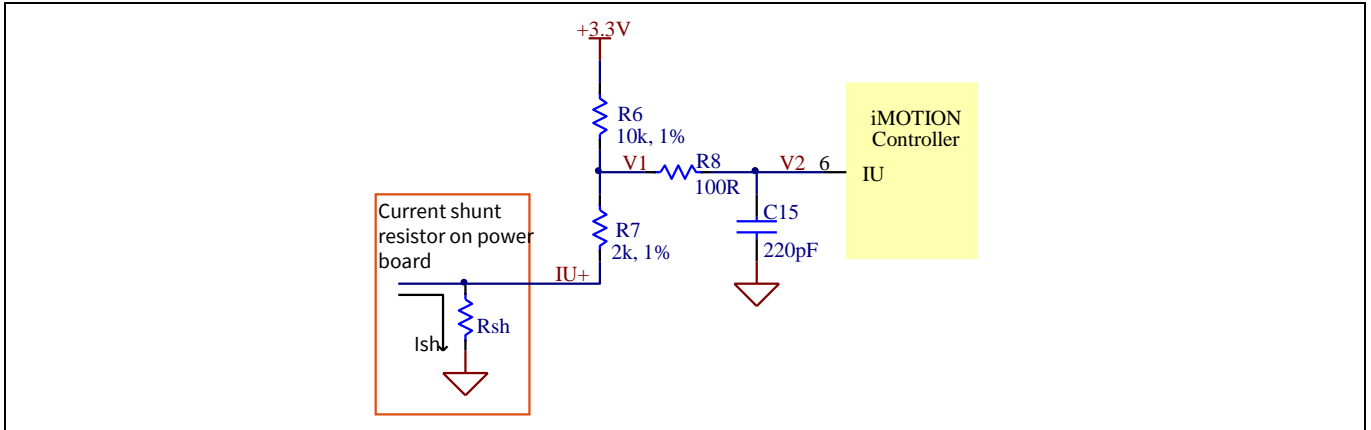 +3.3V
R6
10k, 1%
iMOTION
Controller
V1
R8
100R
V2
6
IU
C15
220pF
R7
2k, 1%
Current shunt
resistor on power
board
IU+
Rsh
Ish